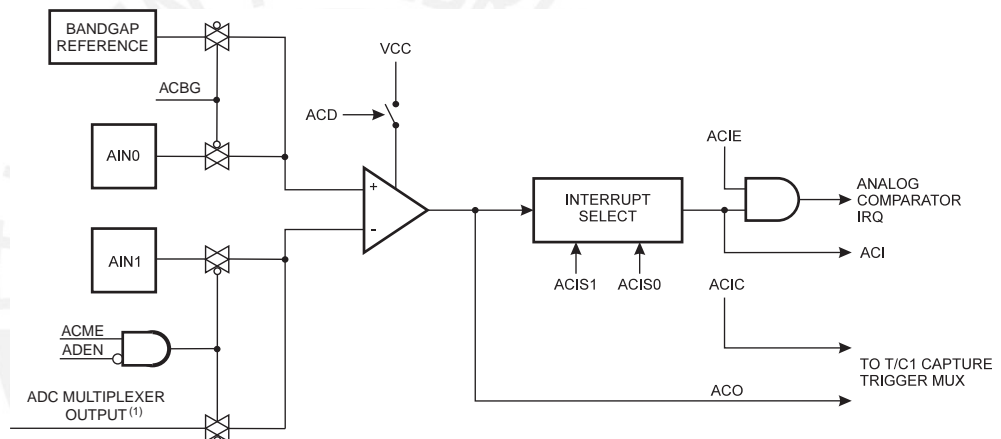 BANDGAP
REFERENCE
ACBG
AIN0
AIN1
ACME
ADEN
ADC MULTIPLEXER
OUTPUT (1)
VCC
ACD
+
-
INTERRUPT
SELECT
ACIS1 ACIS0
ACIE
ANALOG
COMPARATOR
IRQ
ACI
ACIC
TO T/C1 CAPTURE
TRIGGER MUX
ACO